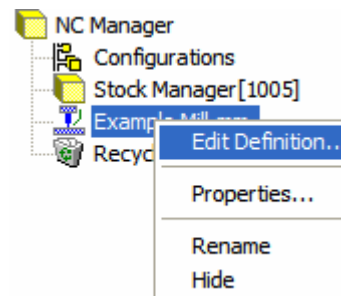 NC Manager
Configurations
Stock Manager[1005]
Example Mill-mm
Recyc
Edit Definition...
Properties...
Rename
Hide